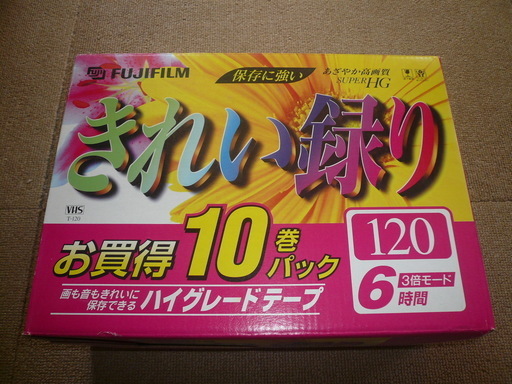 FUJI FUJIFILM
保存に強い
あざやか高画質
SUPER HG
きれい録り
VHS
T-120
お買得10巻パック
120
6時間
3倍モード
画も音もきれいに
保存できる
ハイグレードテープ